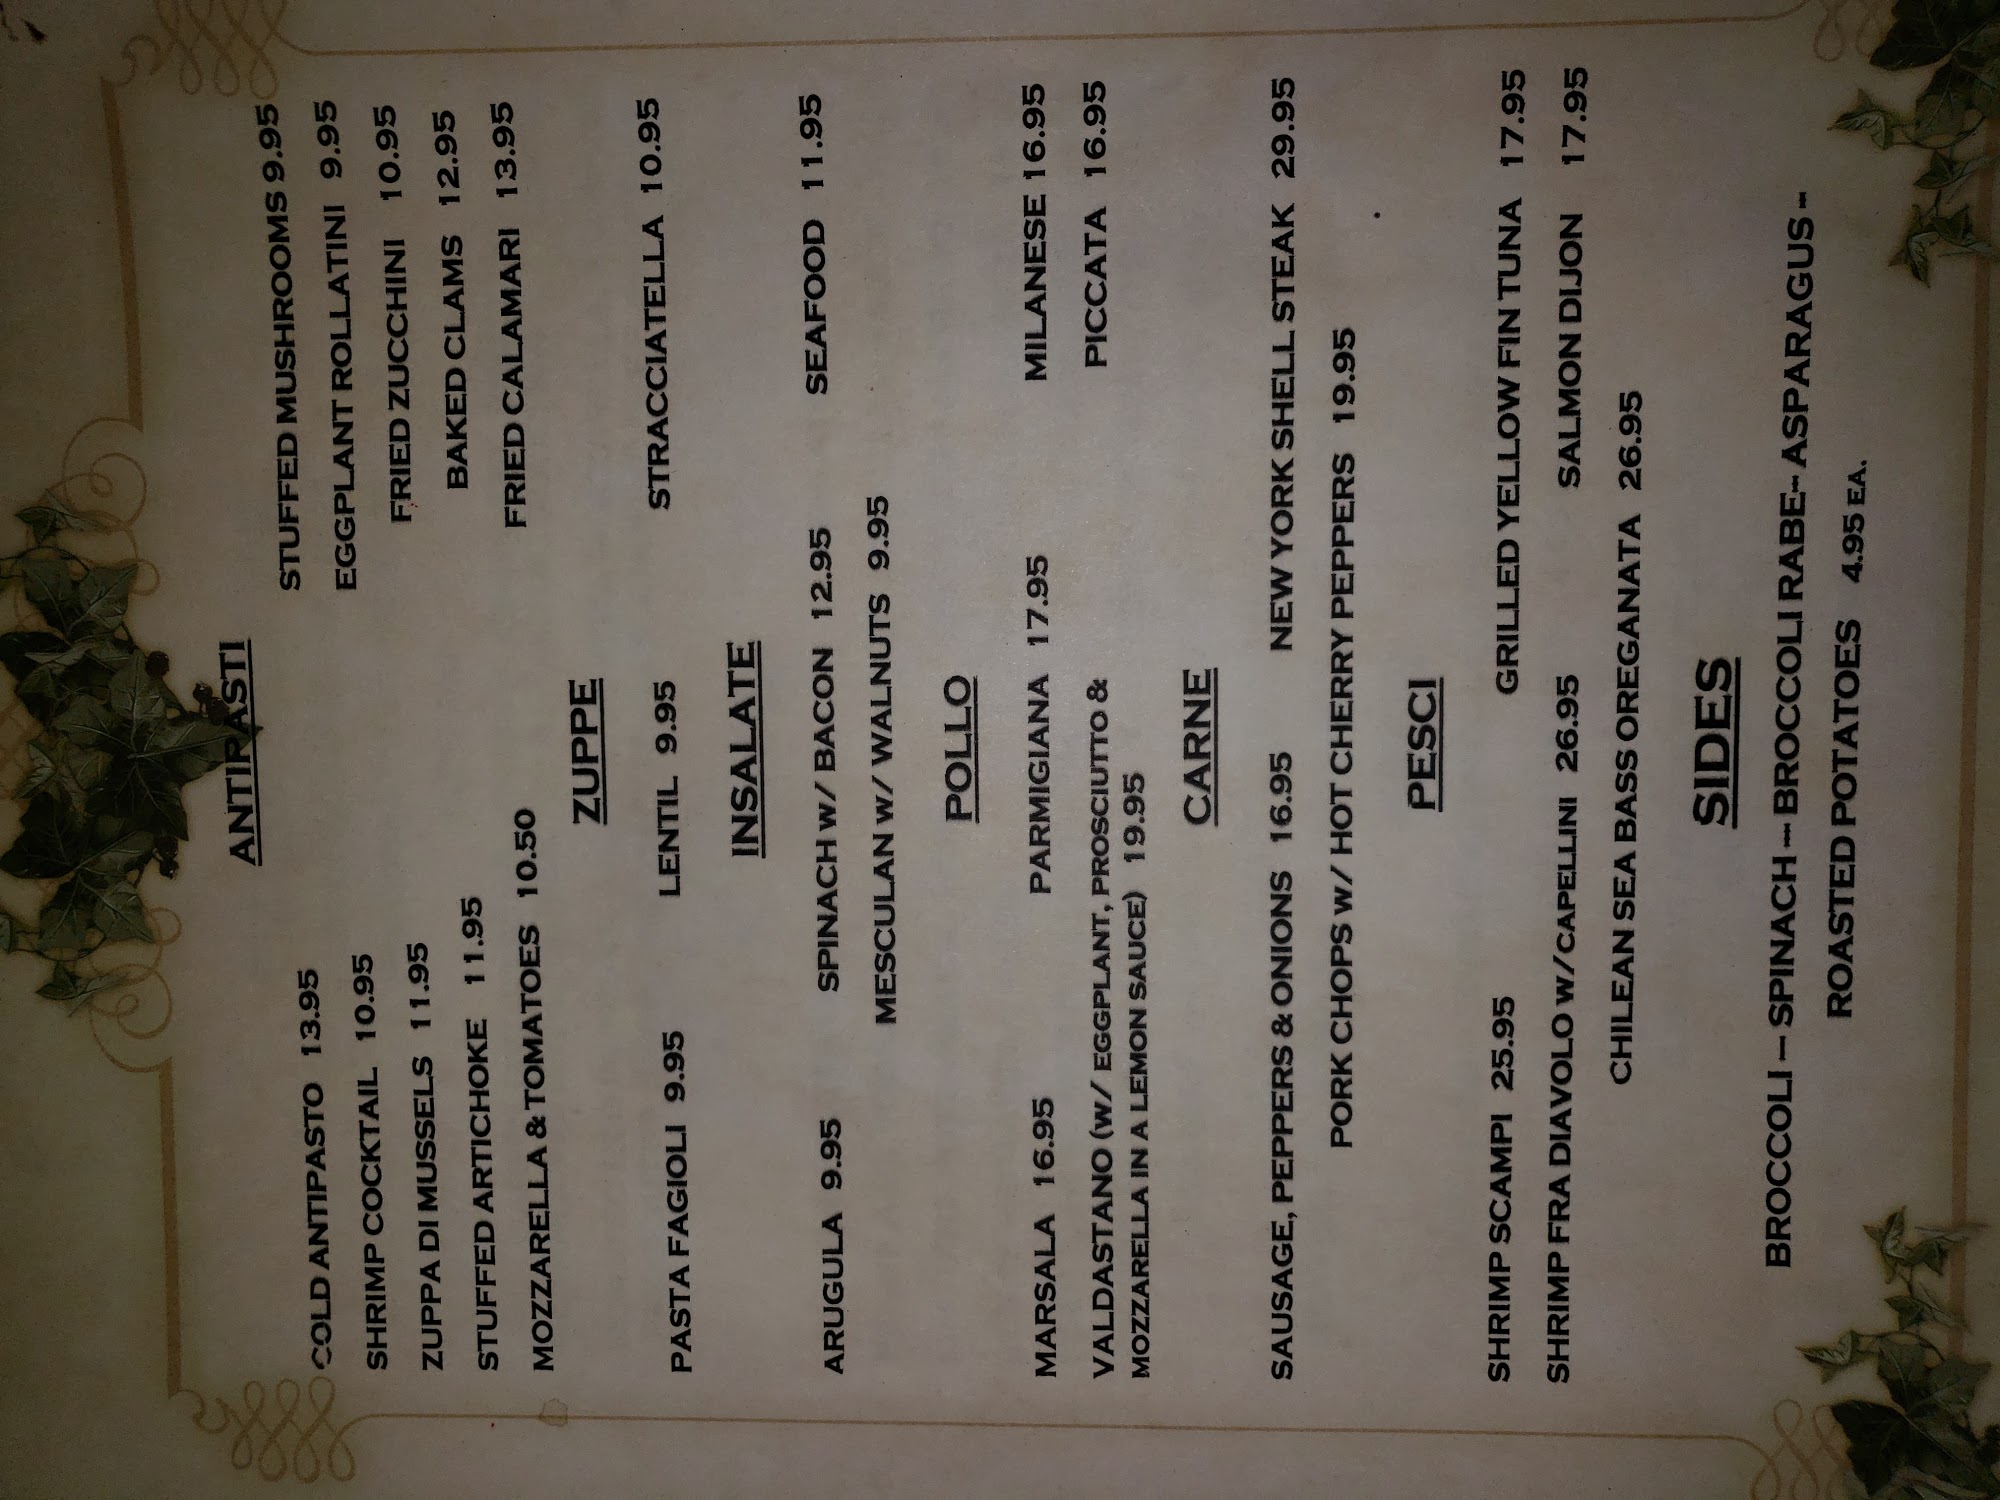 ANTIPASTI
COLD ANTIPASTO 13.95 STUFFED MUSHROOMS 9.95
SHRIMP COCKTAIL 10.95 EGGPLANT ROLLATINI 9.95
ZUPPA DI MUSSELS 11.95 FRIED ZUCCHINI 10.95
STUFFED ARTICHOKE 11.95 BAKED CLAMS 12.95
MOZZARELLA & TOMATOES 10.50 FRIED CALAMARI 13.95
ZUPPE
PASTA FAGIOLI 9.95 LENTIL 9.95 STRACCIATELLA 10.95
INSALATE
ARUGULA 9.95 SPINACH W/ BACON 12.95 SEAFOOD 11.95
MESCULAN W/ WALNUTS 9.95
POLLO
MARSALA 16.95 PARMIGIANA 17.95 MILANESE 16.95
VALDASTANO (W/ EGGPLANT, PROSCIUTTO & PICCATA 16.95
MOZZARELLA IN A LEMON SAUCE) 19.95
CARNE
SAUSAGE, PEPPERS & ONIONS 16.95 NEW YORK SHELL STEAK 29.95
PORK CHOPS W/ HOT CHERRY PEPPERS 19.95
PESCI
SHRIMP SCAMPI 25.95 GRILLED YELLOW FIN TUNA 17.95
SHRIMP FRA DIAVOLO W/CAPELLINI 26.95 SALMON DIJON 17.95
CHILEAN SEA BASS OREGANATA 26.95
SIDES
BROCCOLI – SPINACH – BROCCOLI RABE– ASPARAGUS –
ROASTED POTATOES 4.95 EA.